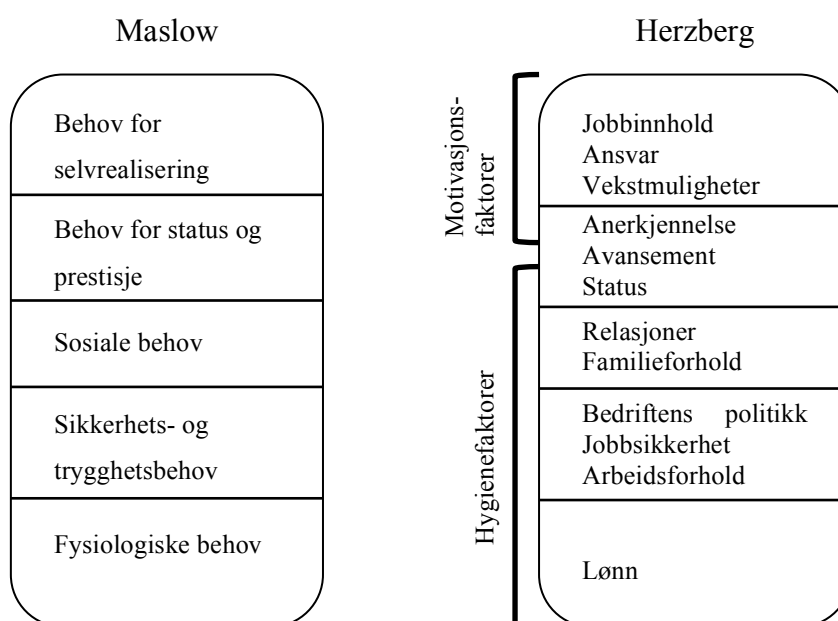 Maslow
Behov for
selvrealisering
Behov for status og
prestisje
Sosiale behov
Sikkerhets- og
trygghetsbehov
Fysiologiske behov
Motivasjons-
faktorer
Hygienefaktorer
Herzberg
Jobbinnhold
Ansvar
Vekstmuligheter
Anerkjennelse
Avansement
Status
Relasjoner
Familieforhold
Bedriftens politikk
Jobbsikkerhet
Arbeidsforhold
Lønn